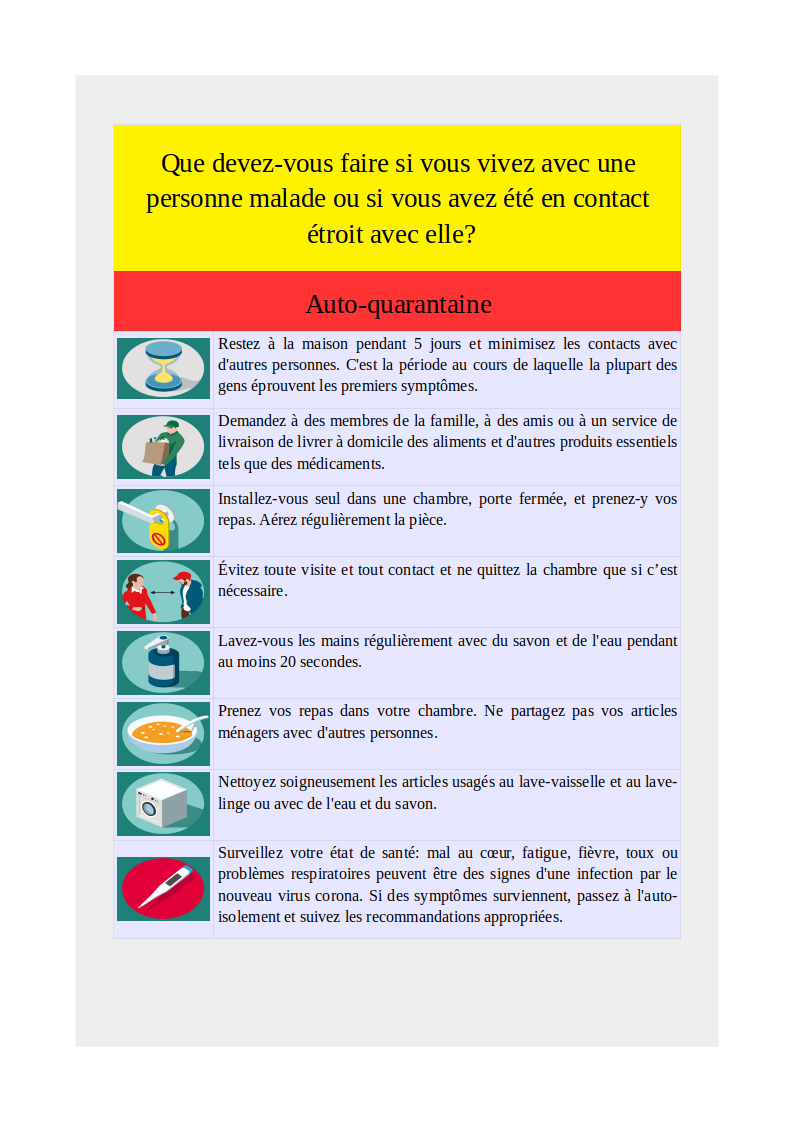 Que devez-vous faire si vous vivez avec une
personne malade ou si vous avez été en contact
étroit avec elle?
Auto-quarantaine
Restez à la maison pendant 5 jours et minimisez les contacts avec
d'autres personnes. C'est la période au cours de laquelle la plupart des
gens éprouvent les premiers symptômes.
Demandez à des membres de la famille, à des amis ou à un service de
livraison de livrer à domicile des aliments et d'autres produits essentiels
tels que des médicaments.
Installez-vous seul dans une chambre, porte fermée, et prenez-y vos
repas. Aérez régulièrement la pièce.
Évitez toute visite et tout contact et ne quittez la chambre que si c’est
nécessaire.
Lavez-vous les mains régulièrement avec du savon et de l'eau pendant
au moins 20 secondes.
Prenez vos repas dans votre chambre. Ne partagez pas vos articles
ménagers avec d'autres personnes.
Nettoyez soigneusement les articles usagés au lave-vaisselle et au lave-
linge ou avec de l'eau et du savon.
Surveillez votre état de santé: mal au cœur, fatigue, fièvre, toux ou
problèmes respiratoires peuvent être des signes d'une infection par le
nouveau virus corona. Si des symptômes surviennent, passez à l'auto-
isolement et suivez les recommandations appropriées.